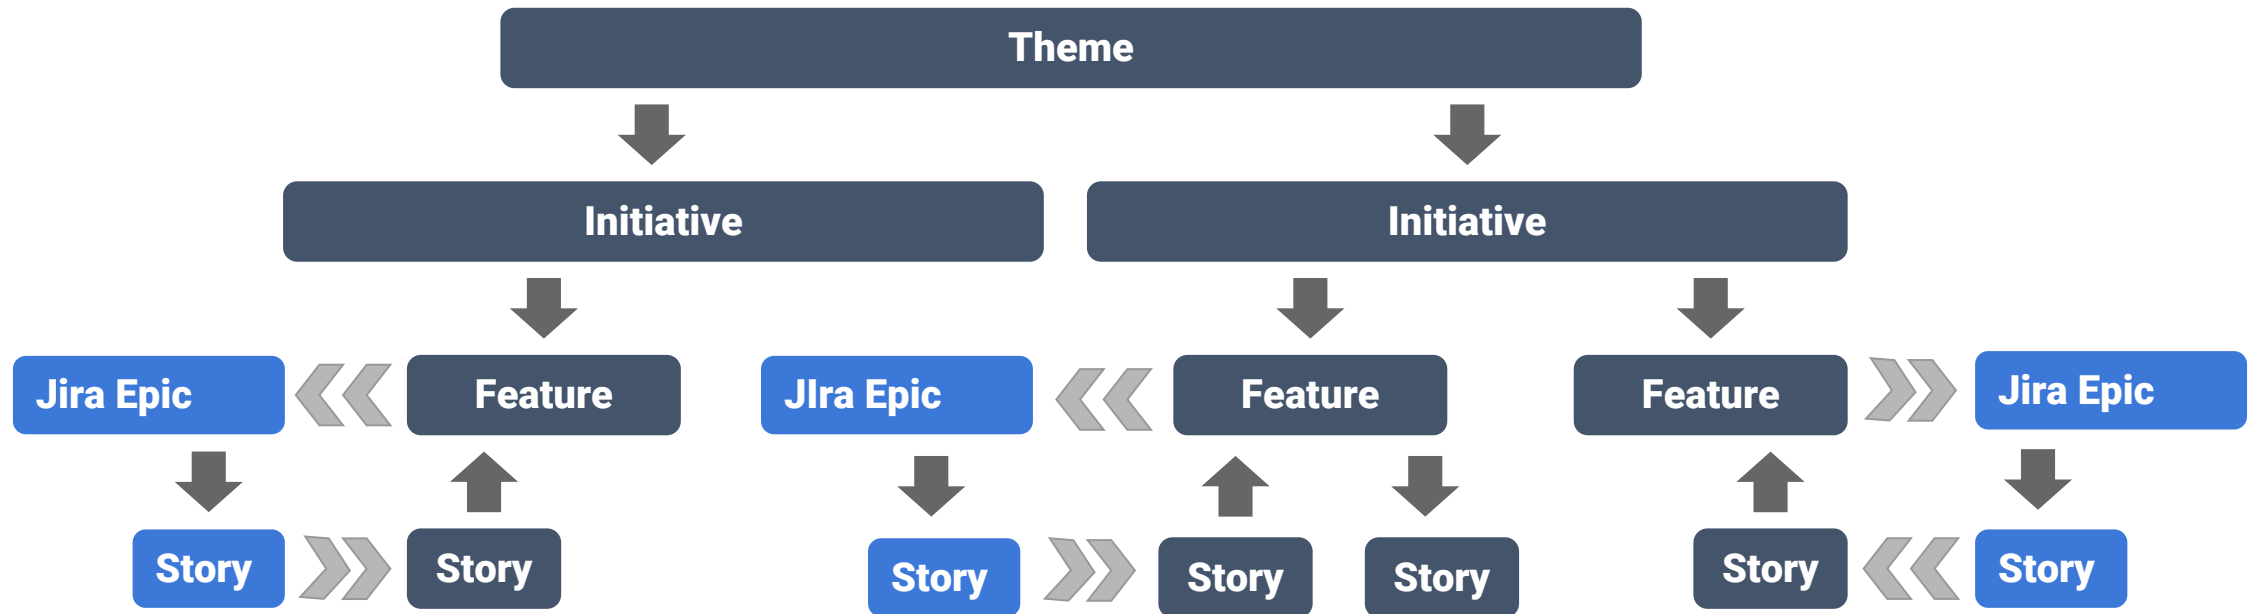 Theme
Initiative
Initiative
Jira Epic
Feature
JIra Epic
Feature
Feature
Jira Epic
Story
Story
Story
Story
Story
Story
Story